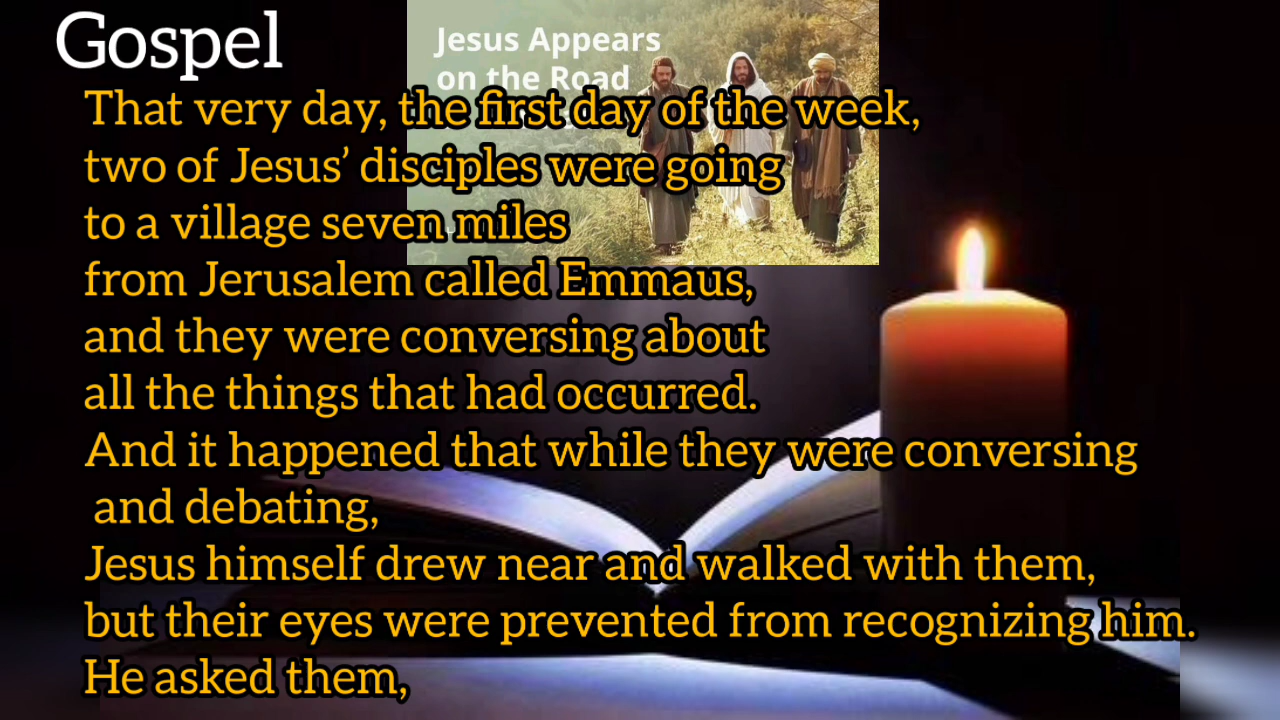 Gospel
Jesus Appears
on the Road
That very day, the first day of the week,
two of Jesus’ disciples were going
to a village seven miles
from Jerusalem called Emmaus,
and they were conversing about
all the things that had occurred.
And it happened that while they were conversing
and debating,
Jesus himself drew near and walked with them,
but their eyes were prevented from recognizing him.
He asked them,